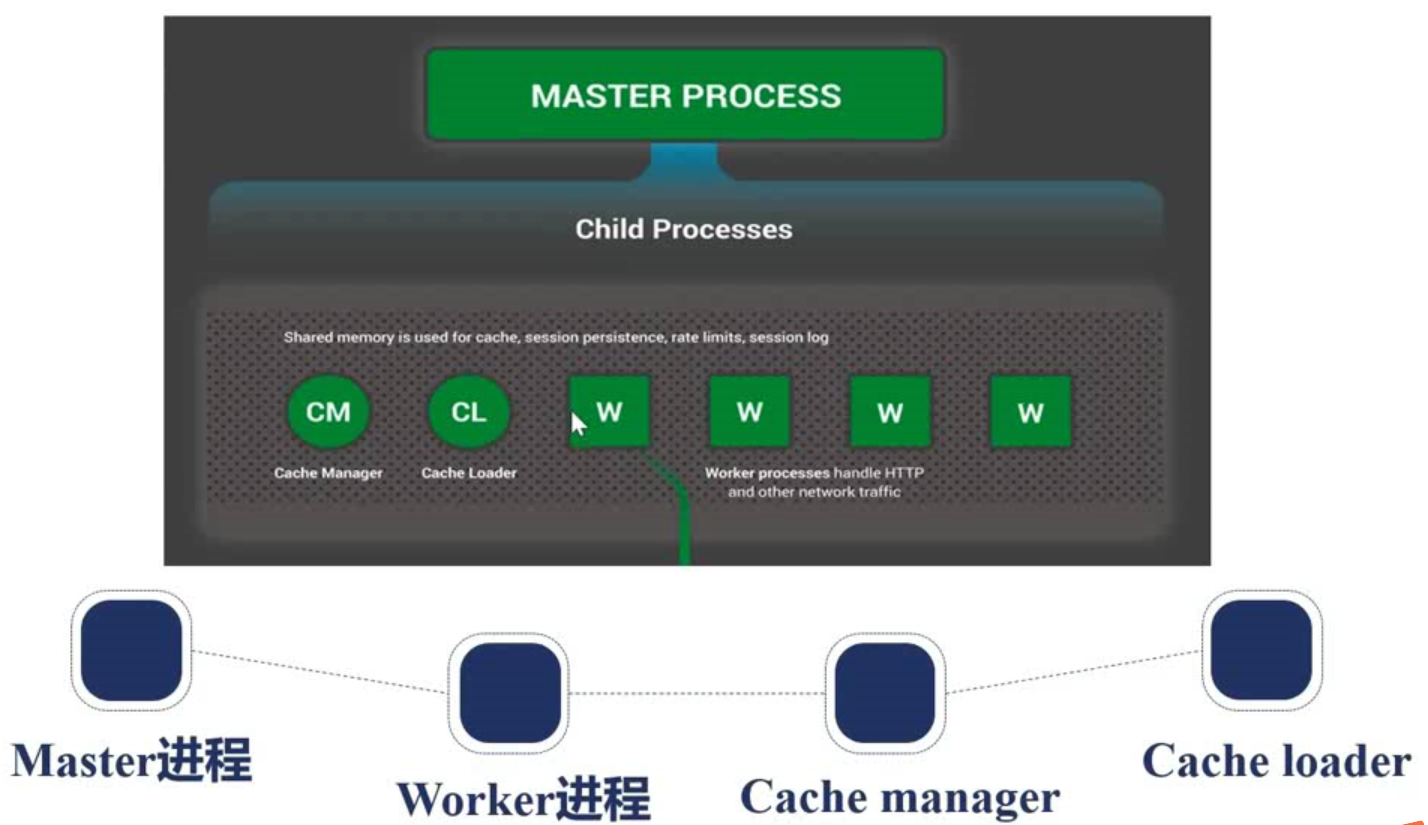 MASTER PROCESS
Child Processes
Shared memory is used for cache, session persistence, rate limits, session log
CM
CL
W
W
W
W
Cache Manager
Cache Loader
Worker processes handle HTTP
and other network traffic
Master进程
Worker进程
Cache manager
Cache loader